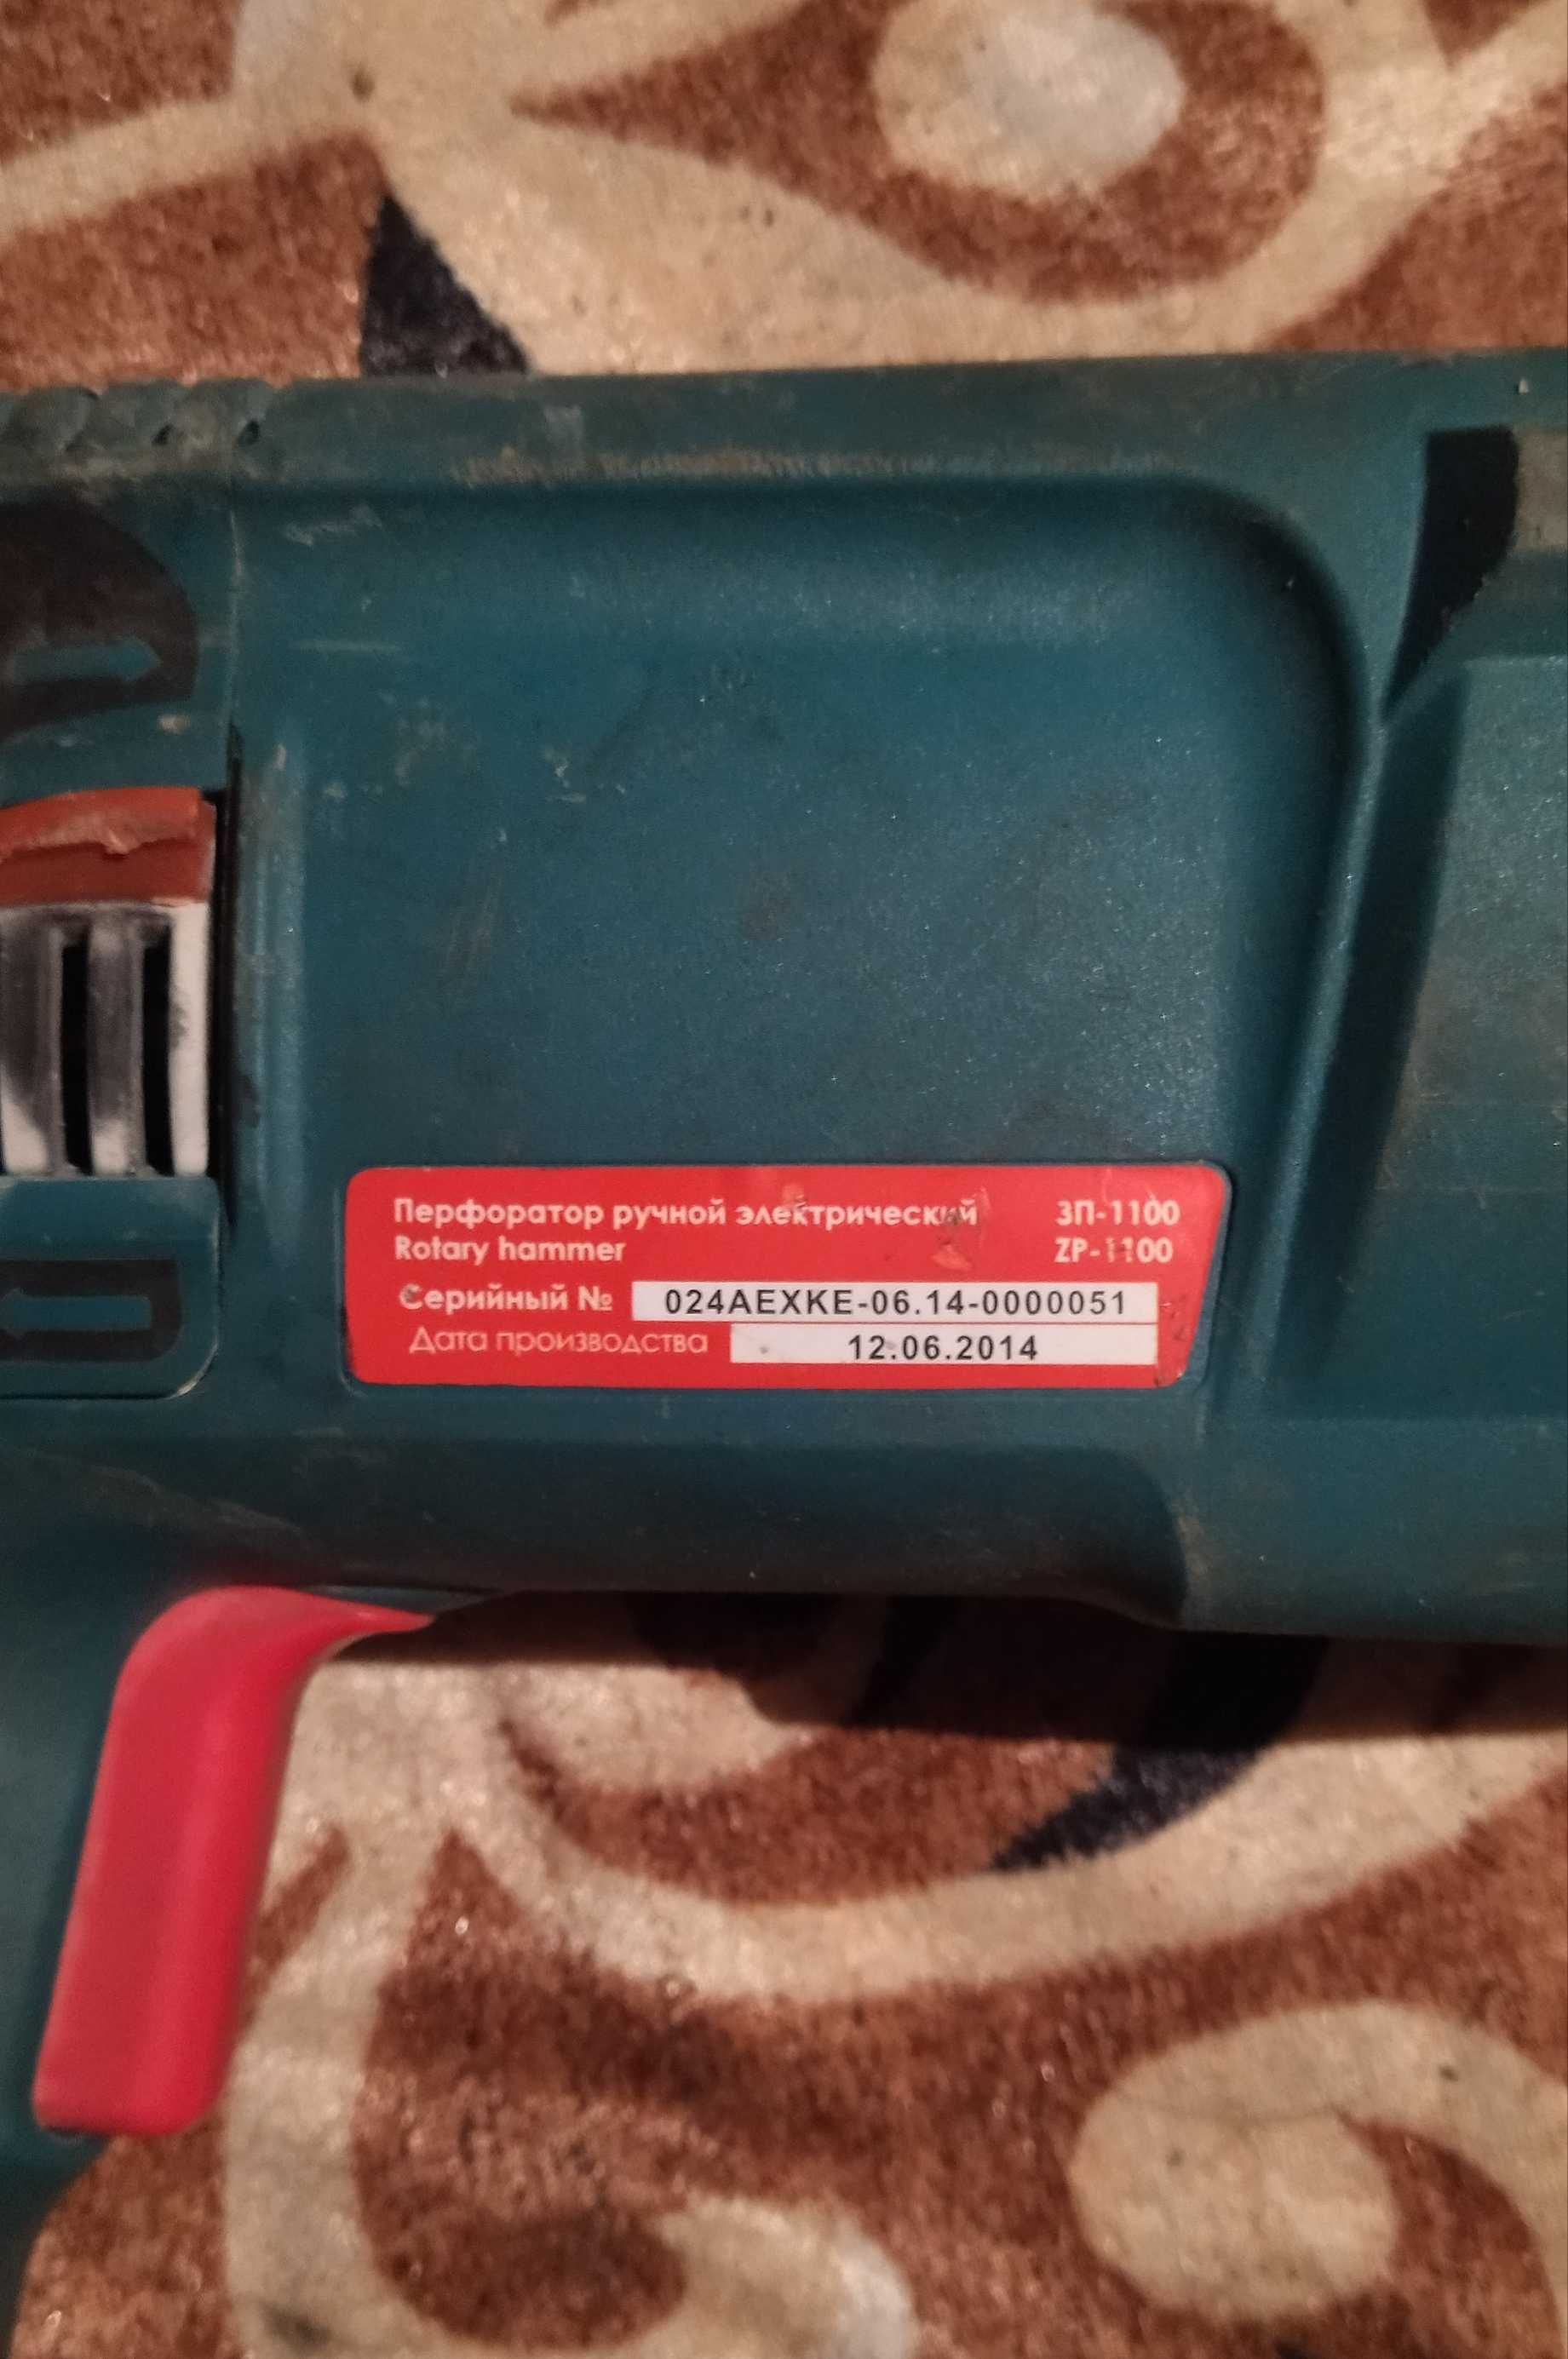 Перфоратор ручной электрический ЗП-1100
Rotary hammer ZP-1100
Серийный № 024AEXKE-06.14-0000051
Дата производства 12.06.2014